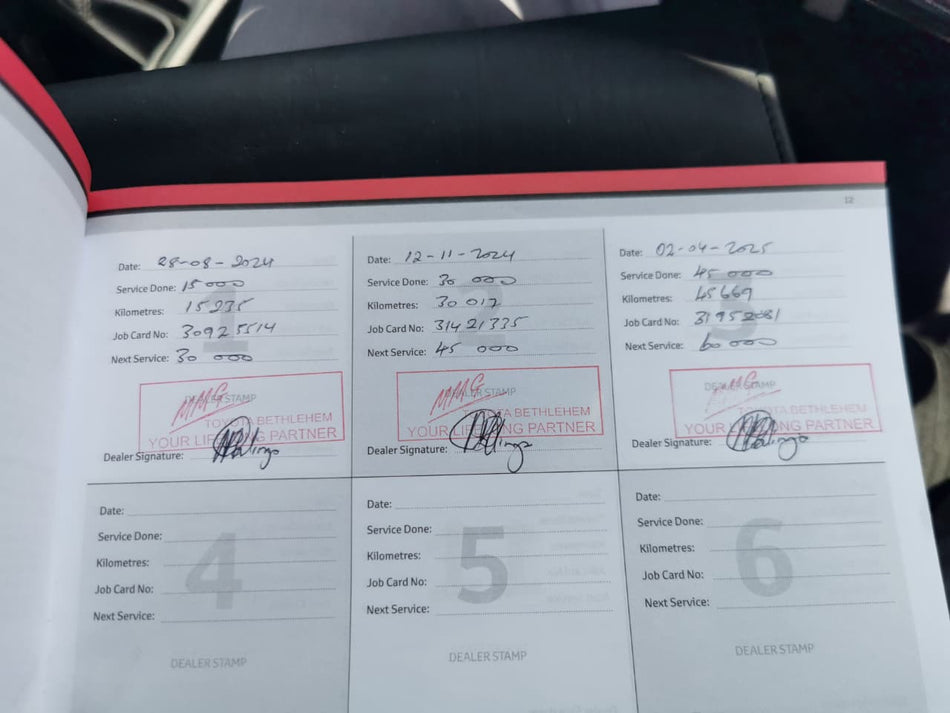 12
Date: 28-08-2024
Service Done: 15 000
Kilometres: 15235
Job Card No: 30925514
Next Service: 30 000
DEALER STAMP
MMG
TOYOTA BETHLEHEM
YOUR LIFELONG PARTNER
Dealer Signature:
Date: 12-11-2024
Service Done: 30 000
Kilometres: 30 017
Job Card No: 31421335
Next Service: 45 000
DEALER STAMP
MMG
TOYOTA BETHLEHEM
YOUR LIFELONG PARTNER
Dealer Signature:
Date: 02-04-2025
Service Done: 45 000
Kilometres: 45669
Job Card No: 31952081
Next Service: 60 000
3
DEALER STAMP
MMG
TOYOTA BETHLEHEM
YOUR LIFELONG PARTNER
Dealer Signature:
Date:
Service Done:
Kilometres:
Job Card No:
Next Service:
4
DEALER STAMP
Date:
Service Done:
Kilometres:
Job Card No:
Next Service:
5
DEALER STAMP
Date:
Service Done:
Kilometres:
Job Card No:
Next Service:
6
DEALER STAMP